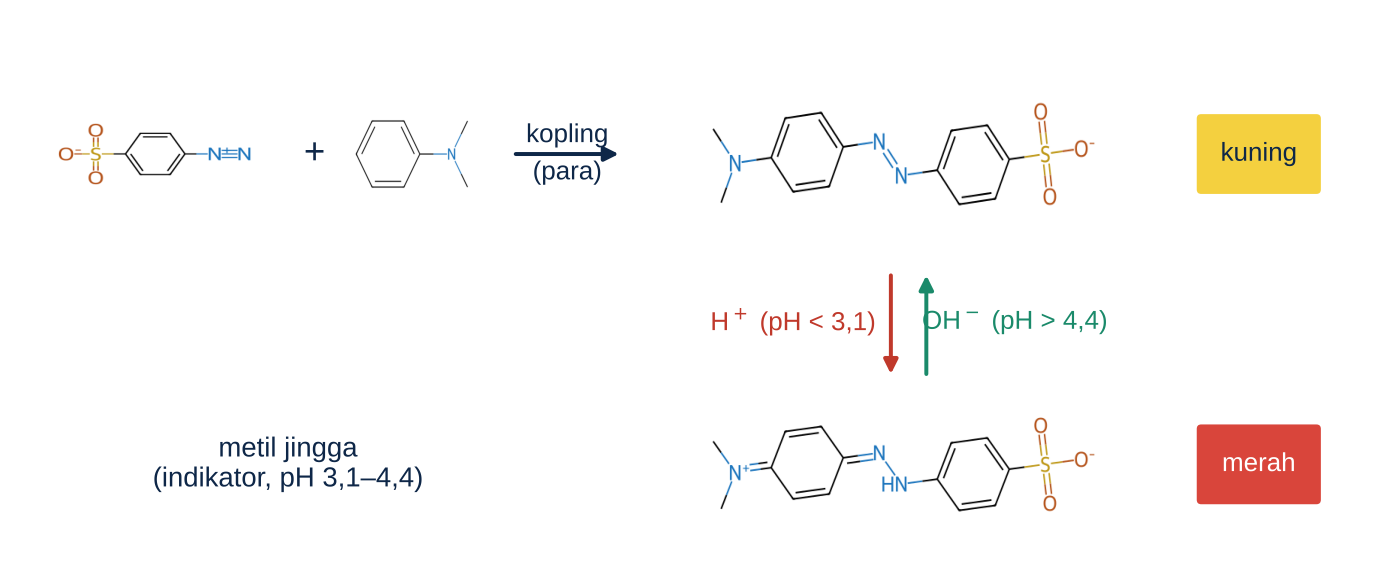 O
O⁻ S N⁺≡N
O
+
N
kopling
(para)
N N
N
O
S O⁻
O
kuning
H⁺ (pH < 3,1)
OH⁻ (pH > 4,4)
metil jingga
(indikator, pH 3,1–4,4)
N⁺ N
HN
O
S O⁻
O
merah